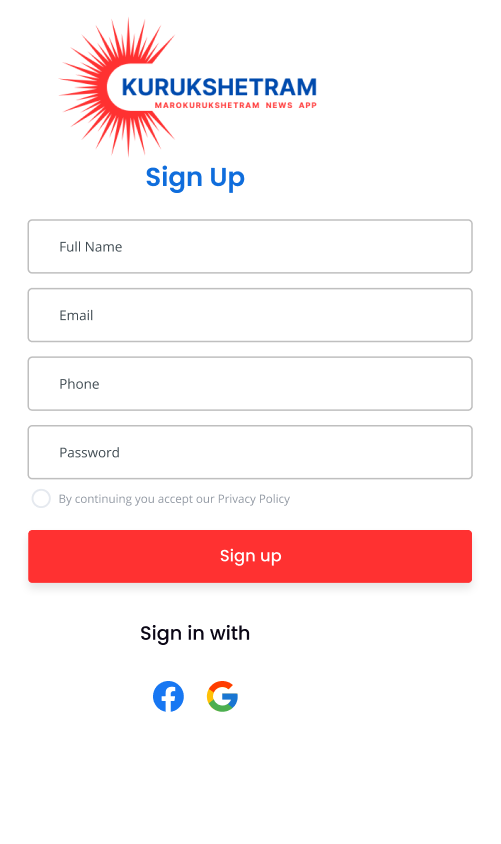 KURUKSHETRAM
MAROKURUKSHETRAM NEWS APP
Sign Up
Full Name
Email
Phone
Password
By continuing you accept our Privacy Policy
Sign up
Sign in with